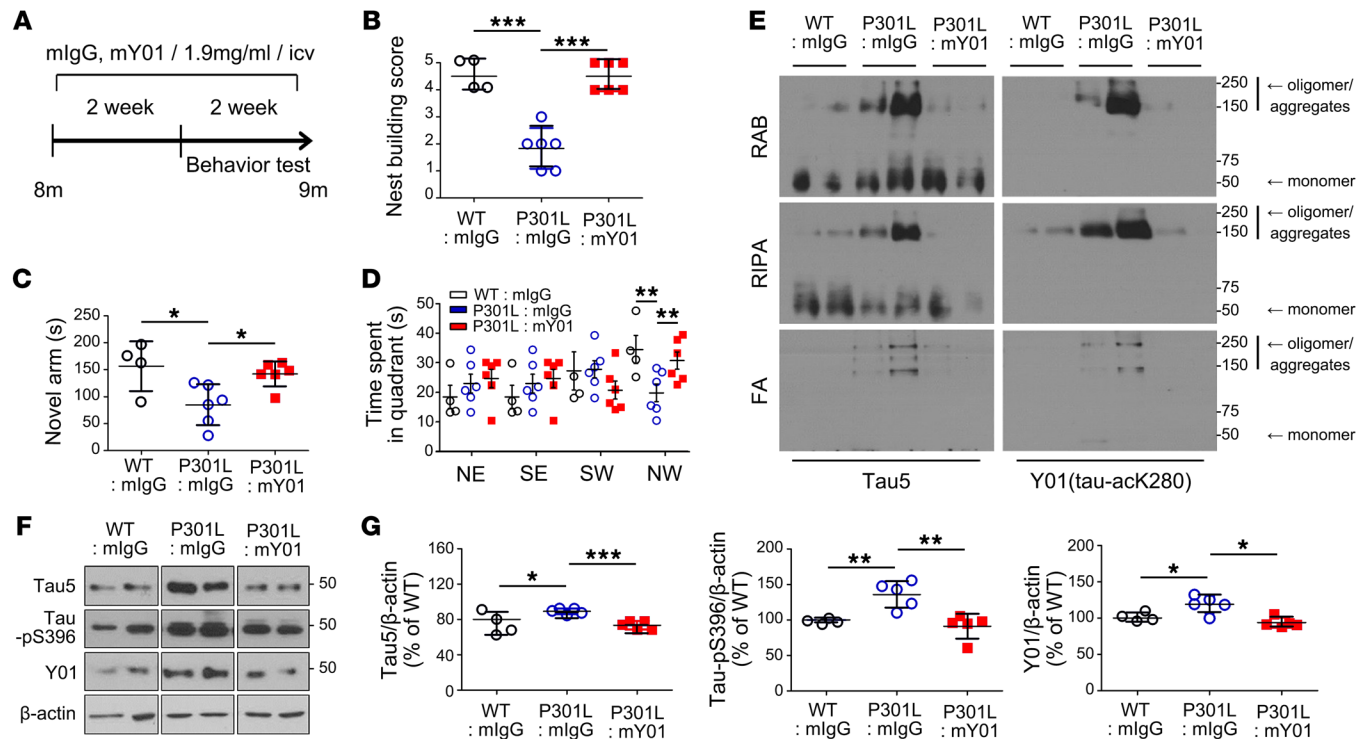 A
mIgG, mY01 / 1.9mg/ml / icv
2 week 2 week
Behavior test
8m 9m
B
*** ***
Nest building score
5
4
3
2
1
0
WT : mIgG
P301L : mIgG
P301L : mY01
C
* *
Novel arm (s)
250
200
150
100
50
0
WT : mIgG
P301L : mIgG
P301L : mY01
D
WT : mIgG
P301L : mIgG
P301L : mY01
**
**
Time spent
in quadrant (s)
50
40
30
20
10
0
NE SE SW NW
E
WT : mIgG
P301L : mIgG
P301L : mY01
WT : mIgG
P301L : mIgG
P301L : mY01
RAB
-250 ← oligomer/
-150 aggregates
-75
-50 ← monomer
RIPA
-250 ← oligomer/
-150 aggregates
-75
-50 ← monomer
FA
-250 ← oligomer/
-150 aggregates
-50 ← monomer
Tau5 Y01(tau-acK280)
F
WT : mIgG
P301L : mIgG
P301L : mY01
Tau5 - 50
Tau
-pS396
Y01 - 50
β-actin
G
* ***
Tau5/β-actin
(% of WT)
160
120
80
40
0
WT : mIgG
P301L : mIgG
P301L : mY01
** **
Tau-pS396/β-actin
(% of WT)
200
150
100
50
0
WT : mIgG
P301L : mIgG
P301L : mY01
* *
Y01/β-actin
(% of WT)
200
150
100
50
0
WT : mIgG
P301L : mIgG
P301L : mY01